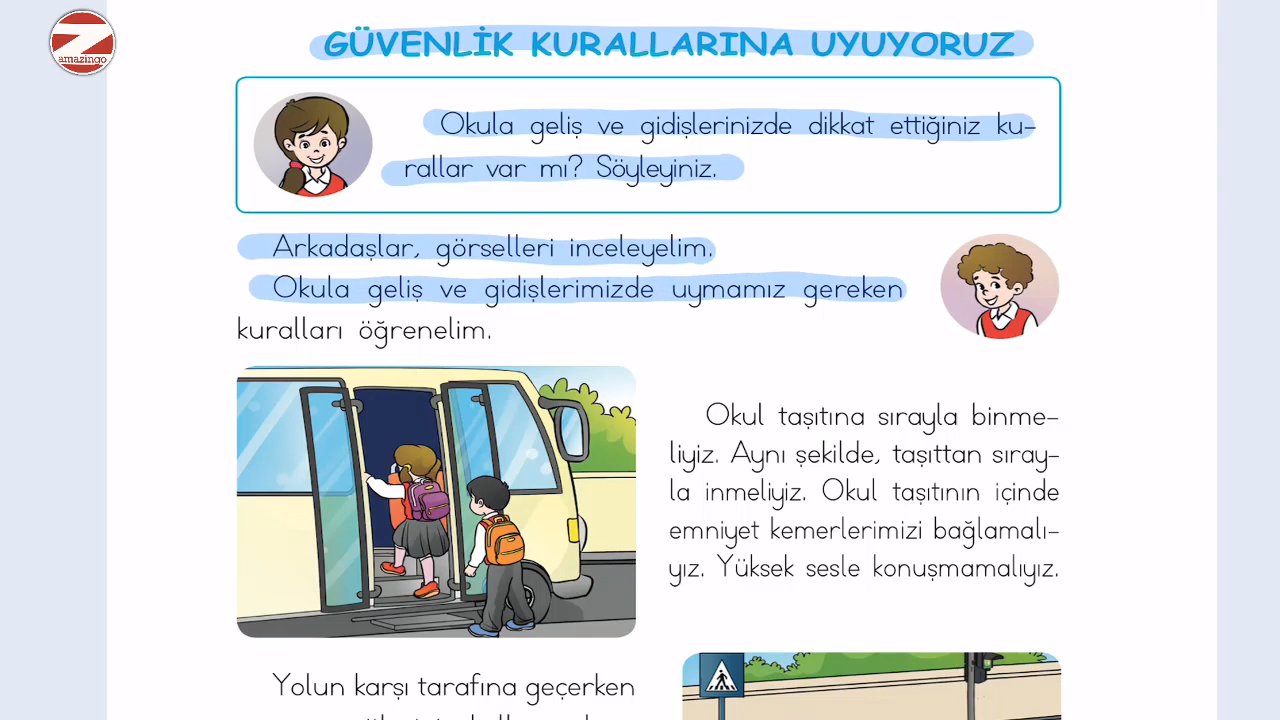 amazingo
GÜVENLİK KURALLARINA UYUYORUZ
Okula geliş ve gidişlerinizde dikkat ettiğiniz ku-
rallar var mı? Söyleyiniz.
Arkadaşlar, görselleri inceleyelim.
Okula geliş ve gidişlerimizde uymamız gereken
kuralları öğrenelim.
Okul taşıtına sırayla binme-
liyiz. Aynı şekilde, taşıttan sıray-
la inmeliyiz. Okul taşıtının içinde
emniyet kemerlerimizi bağlamalı-
yız. Yüksek sesle konuşmamalıyız.
Yolun karşı tarafına geçerken